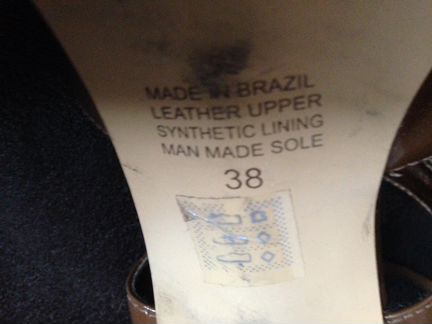 MADE IN BRAZIL
LEATHER UPPER
SYNTHETIC LINING
MAN MADE SOLE
38